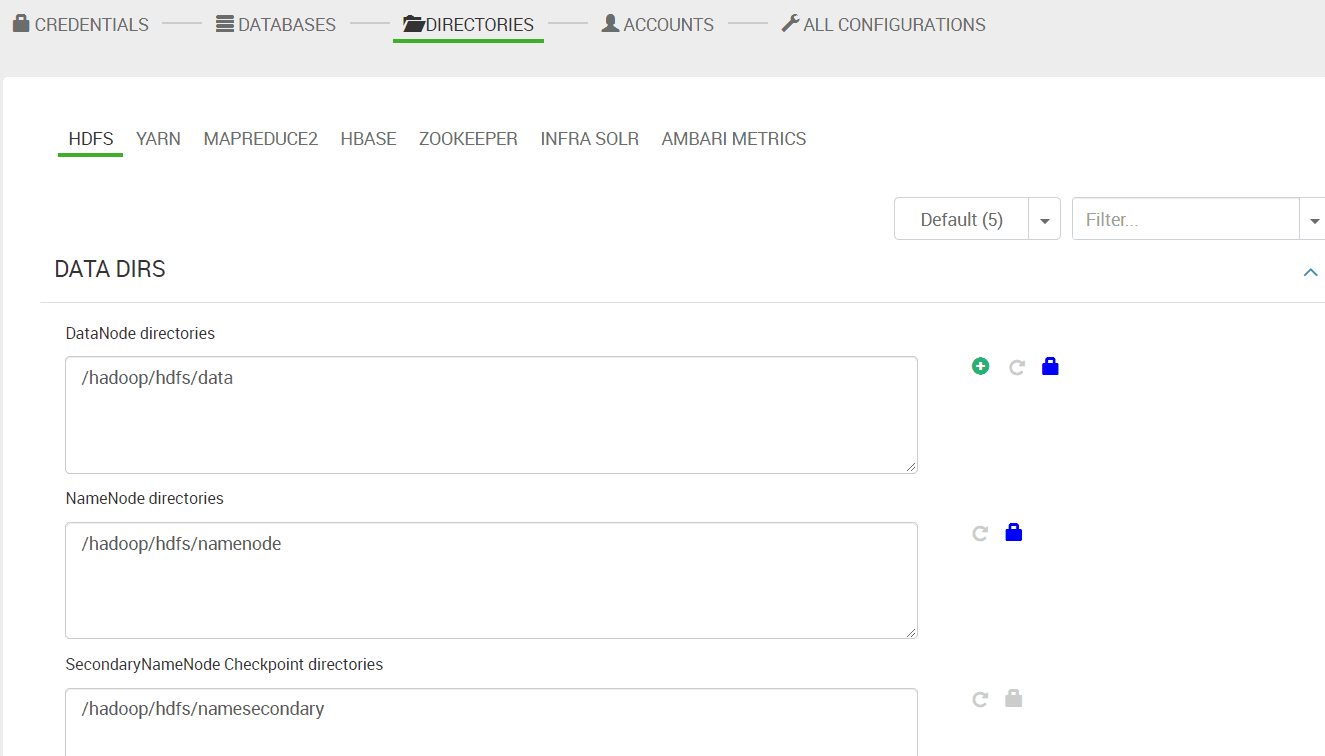 CREDENTIALS DATABASES DIRECTORIES ACCOUNTS ALL CONFIGURATIONS
HDFS YARN MAPREDUCE2 HBASE ZOOKEEPER INFRA SOLR AMBARI METRICS
Default (5) Filter...
DATA DIRS
DataNode directories
/hadoop/hdfs/data
NameNode directories
/hadoop/hdfs/namenode
SecondaryNameNode Checkpoint directories
/hadoop/hdfs/namesecondary